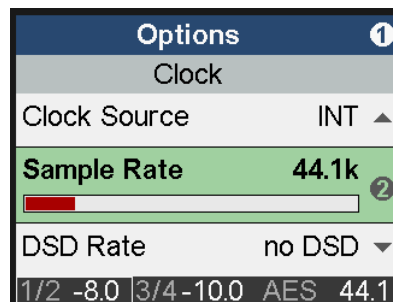 Options 1
Clock
Clock Source INT
Sample Rate 44.1k
2
DSD Rate no DSD
1/2 -8.0 3/4 -10.0 AES 44.1